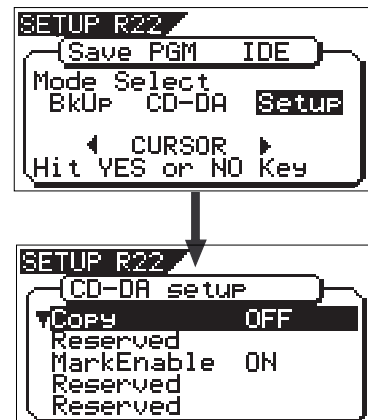 SETUP R22
Save PGM IDE
Mode Select
BkUp CD-DA Setup
CURSOR
Hit YES or NO Key
SETUP R22
CD-DA setup
Copy OFF
Reserved
MarkEnable ON
Reserved
Reserved